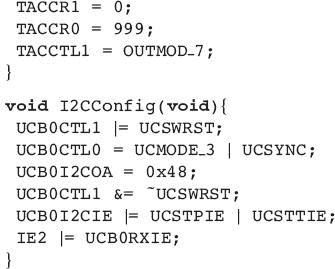 TACCR1 = 0;
TACCR0 = 999;
TACCTL1 = OUTMOD_7;
}
void I2CConfig(void){
UCB0CTL1 |= UCSWRST;
UCB0CTL0 = UCMODE_3 | UCSYNC;
UCB0I2COA = 0x48;
UCB0CTL1 &= ~UCSWRST;
UCB0I2CIE |= UCSTPIE | UCSTTIE;
IE2 |= UCB0RXIE;
}